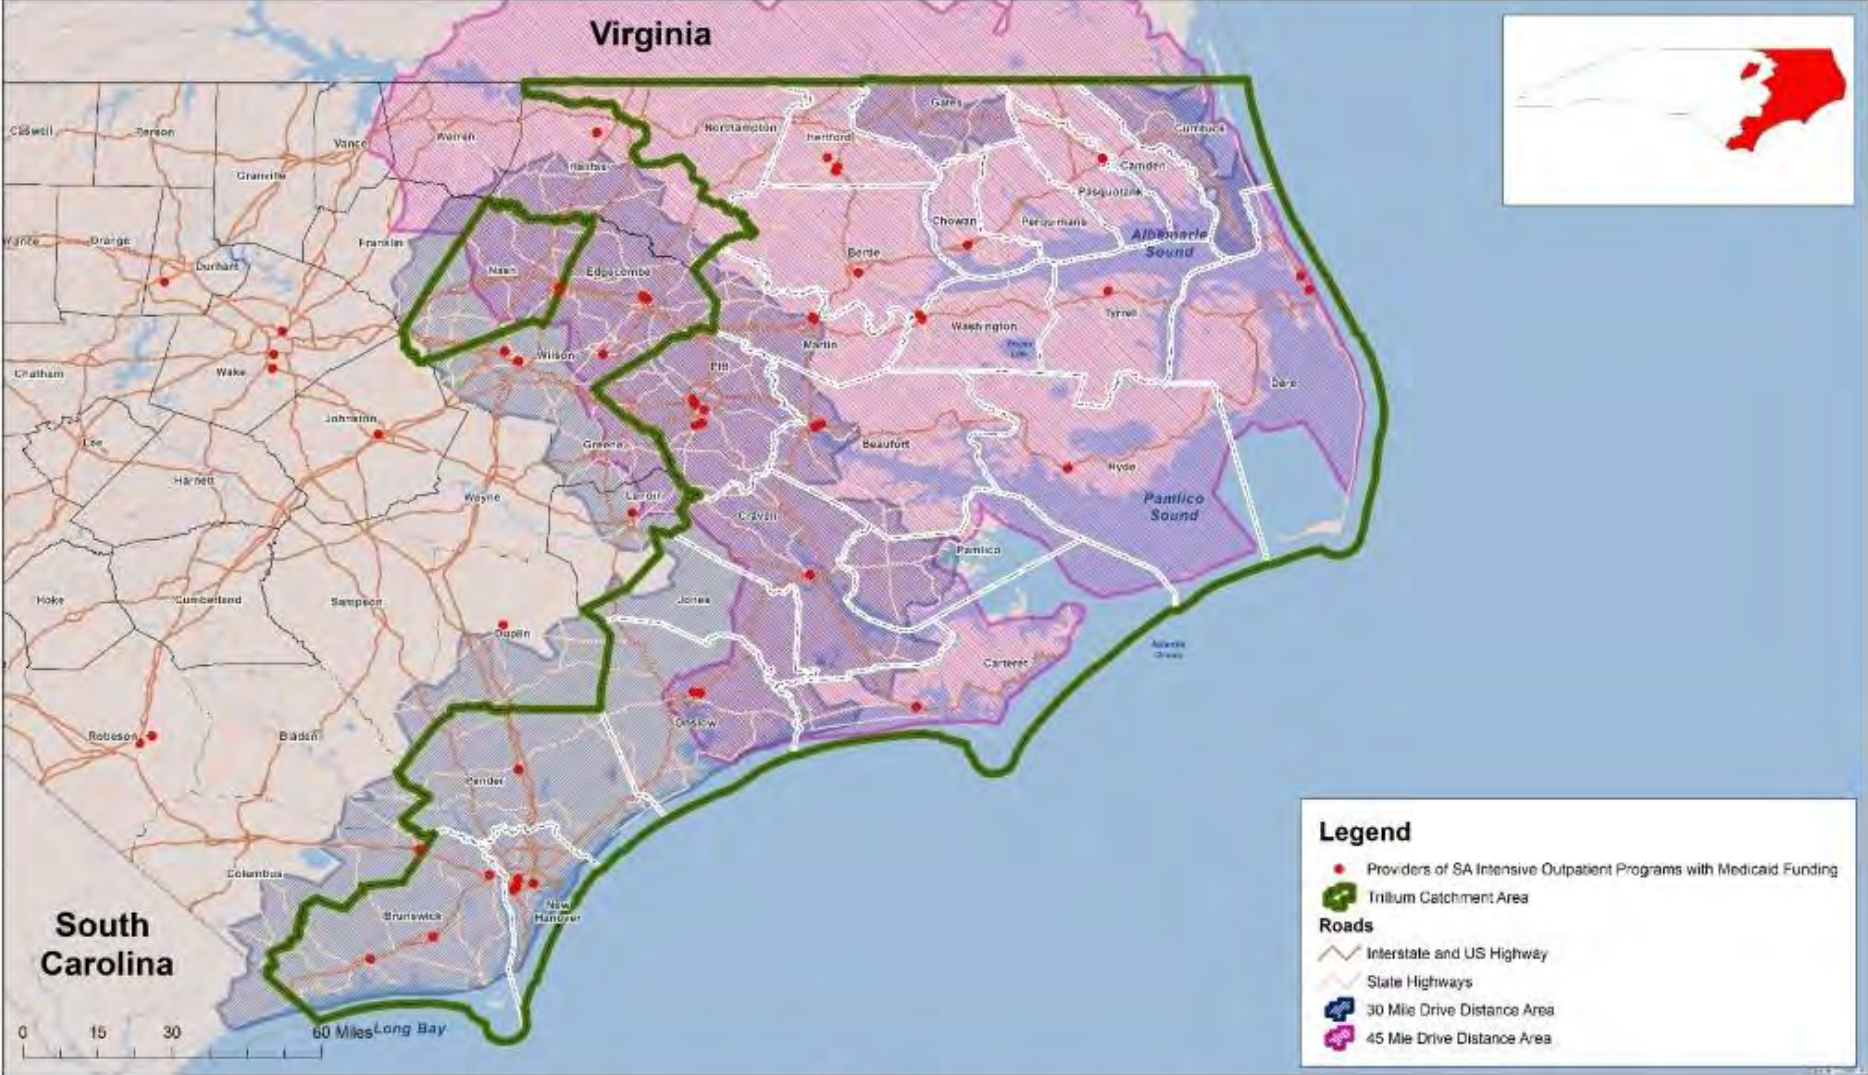 Virginia
Caswell
Person
Vance
Warren
Northampton
Hertford
Gates
Currituck
Camden
Halifax
Granville
Pasquotank
Perquimans
Chowan
Orange
Franklin
Albemarle
Sound
Durham
Nash
Edgecombe
Bertie
Washington
Tyrrell
Martin
Wilson
Chatham
Wake
Pitt
Dare
Johnston
Lee
Greene
Beaufort
Hyde
Harnett
Wayne
Lenoir
Pamlico
Sound
Craven
Pamlico
Hoke
Cumberland
Sampson
Jones
Duplin
Atlantic
Ocean
Carteret
Onslow
Robeson
Bladen
Pender
Columbus
Brunswick
New
Hanover
South
Carolina
0 15 30 60 Miles
Long Bay
Legend
Providers of SA Intensive Outpatient Programs with Medicaid Funding
Trillium Catchment Area
Roads
Interstate and US Highway
State Highways
30 Mile Drive Distance Area
45 Mie Drive Distance Area